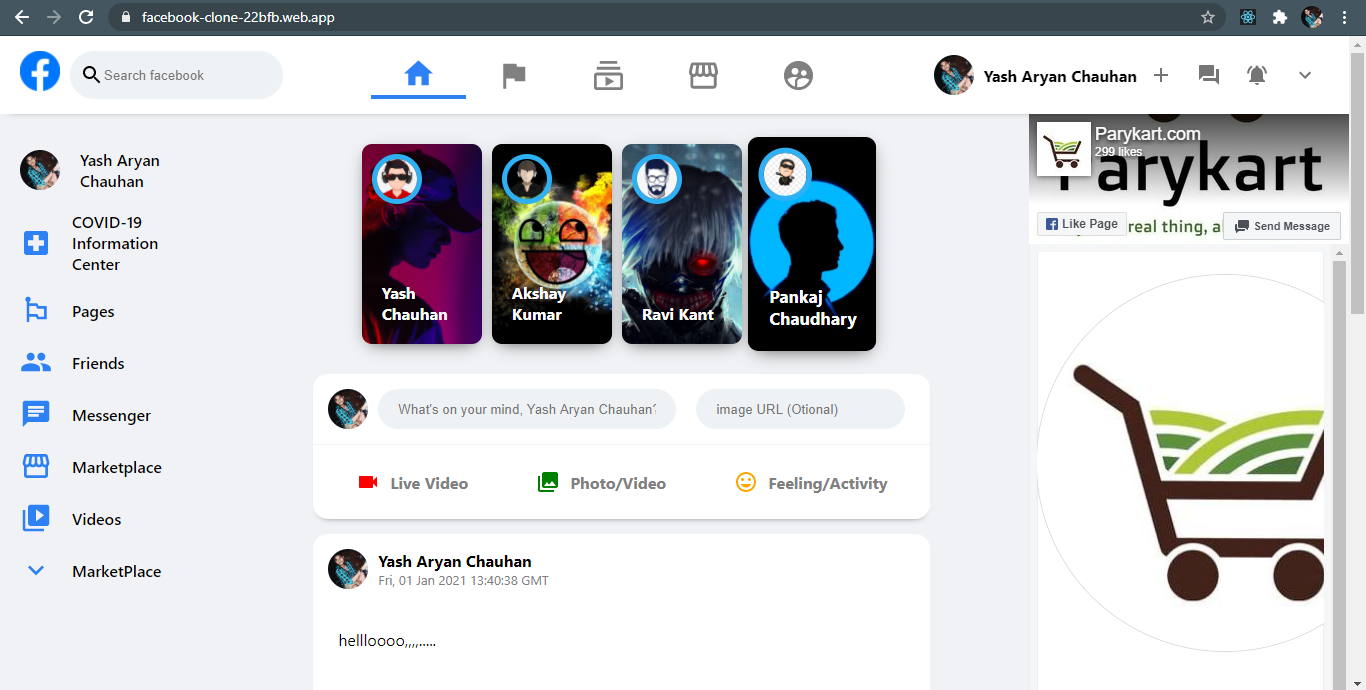 facebook-clone-22bfb.web.app
Search facebook
Yash Aryan Chauhan
Yash Aryan
Chauhan
COVID-19
Information
Center
Pages
Friends
Messenger
Marketplace
Videos
MarketPlace
Yash
Chauhan
Akshay
Kumar
Ravi Kant
Pankaj
Chaudhary
What's on your mind, Yash Aryan Chauhan?
image URL (Otional)
Live Video
Photo/Video
Feeling/Activity
Yash Aryan Chauhan
Fri, 01 Jan 2021 13:40:38 GMT
hellloooo,,,,.....
Parykart.com
299 likes
Parykart
real thing, a
Like Page
Send Message